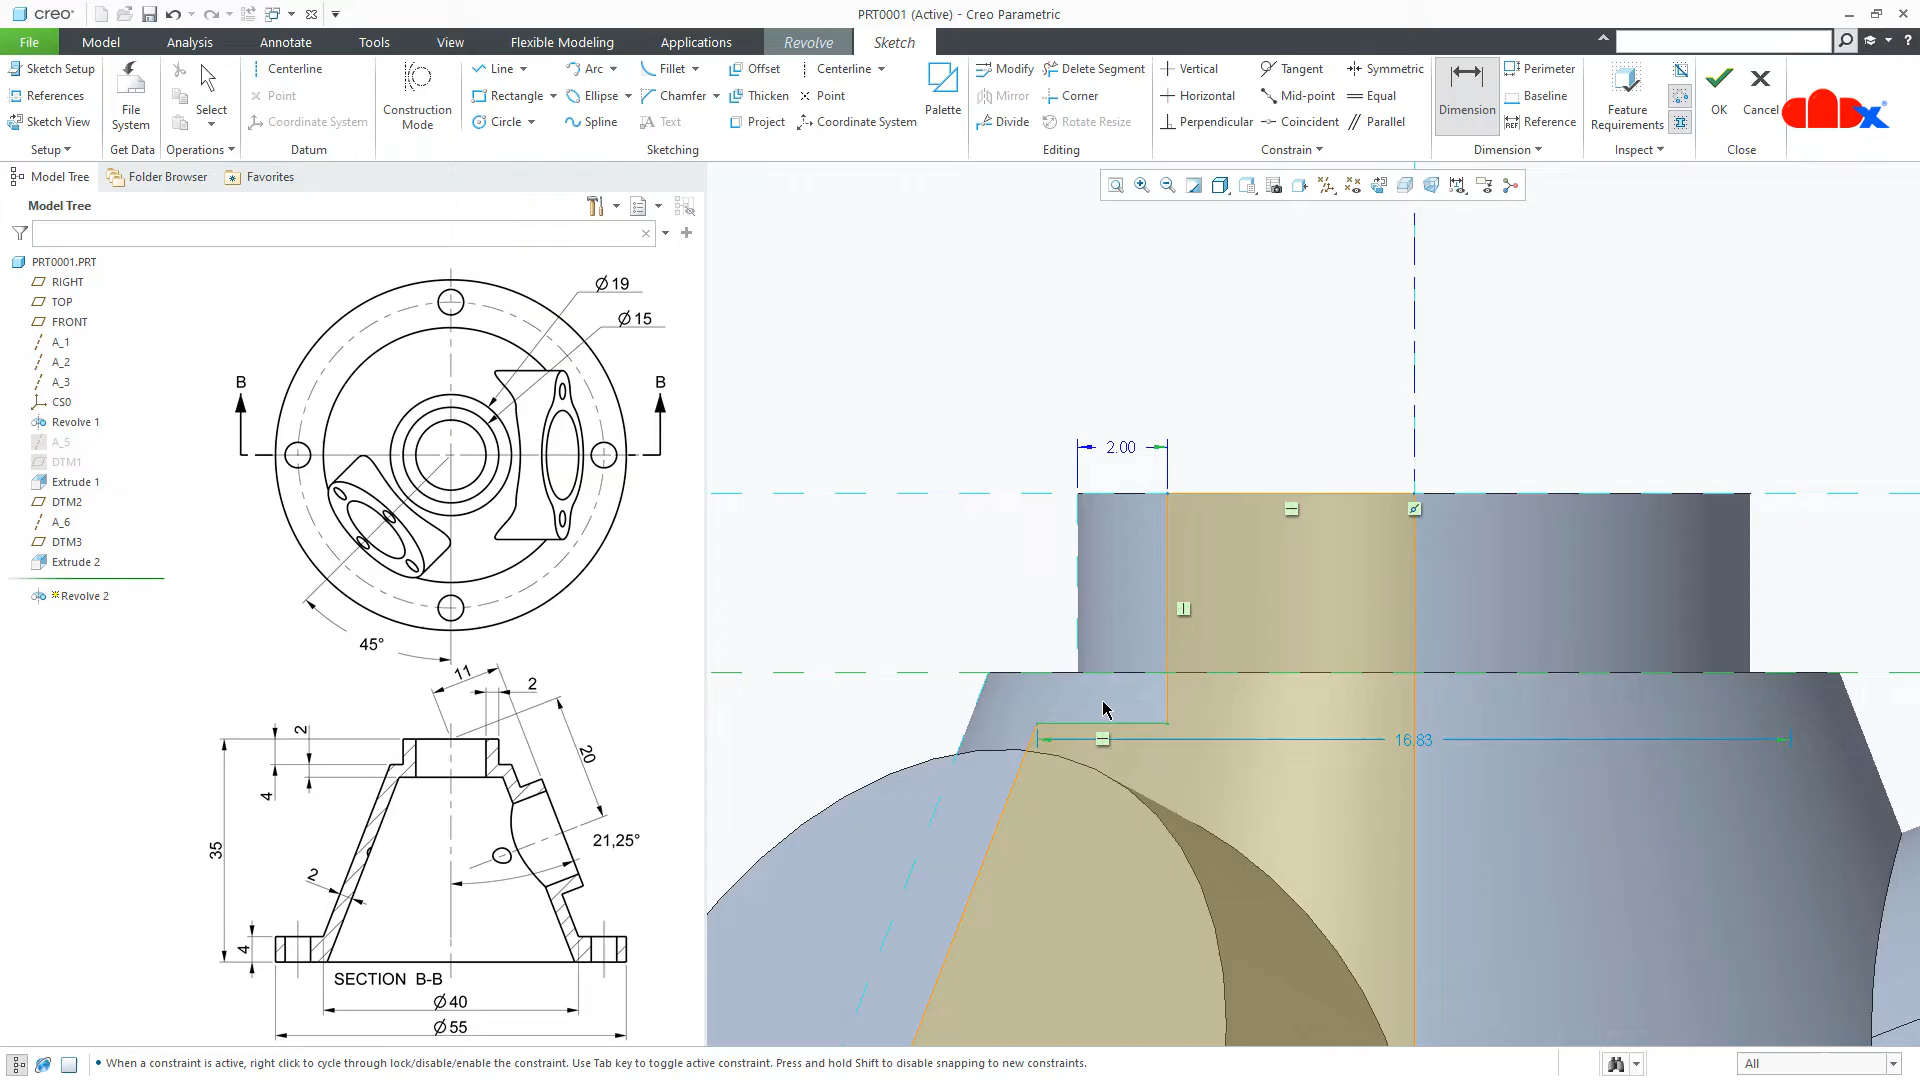 creo
PRT0001 (Active) - Creo Parametric
File
Model
Analysis
Annotate
Tools
View
Flexible Modeling
Applications
Revolve
Sketch
Sketch Setup
References
Sketch View
Setup
File System
Get Data
Select
Operations
Centerline
Point
Coordinate System
Datum
Construction Mode
Line
Rectangle
Circle
Arc
Ellipse
Spline
Fillet
Chamfer
Text
Offset
Thicken
Project
Centerline
Point
Coordinate System
Palette
Sketching
Modify
Mirror
Divide
Delete Segment
Corner
Rotate Resize
Editing
Vertical
Horizontal
Perpendicular
Tangent
Mid-point
Coincident
Symmetric
Equal
Parallel
Constrain
Dimension
Perimeter
Baseline
Reference
Dimension
Feature Requirements
Inspect
OK
Cancel
Close
Model Tree
Folder Browser
Favorites
Model Tree
PRT0001.PRT
RIGHT
TOP
FRONT
A_1
A_2
A_3
CS0
Revolve 1
A_5
DTM1
Extrude 1
DTM2
A_6
DTM3
Extrude 2
Revolve 2
Ø19
Ø15
B
B
45°
11
2
2
20
4
35
21,25°
2
4
SECTION B-B
Ø40
Ø55
2.00
16.83
When a constraint is active, right click to cycle through lock/disable/enable the constraint. Use Tab key to toggle active constraint. Press and hold Shift to disable snapping to new constraints.
All